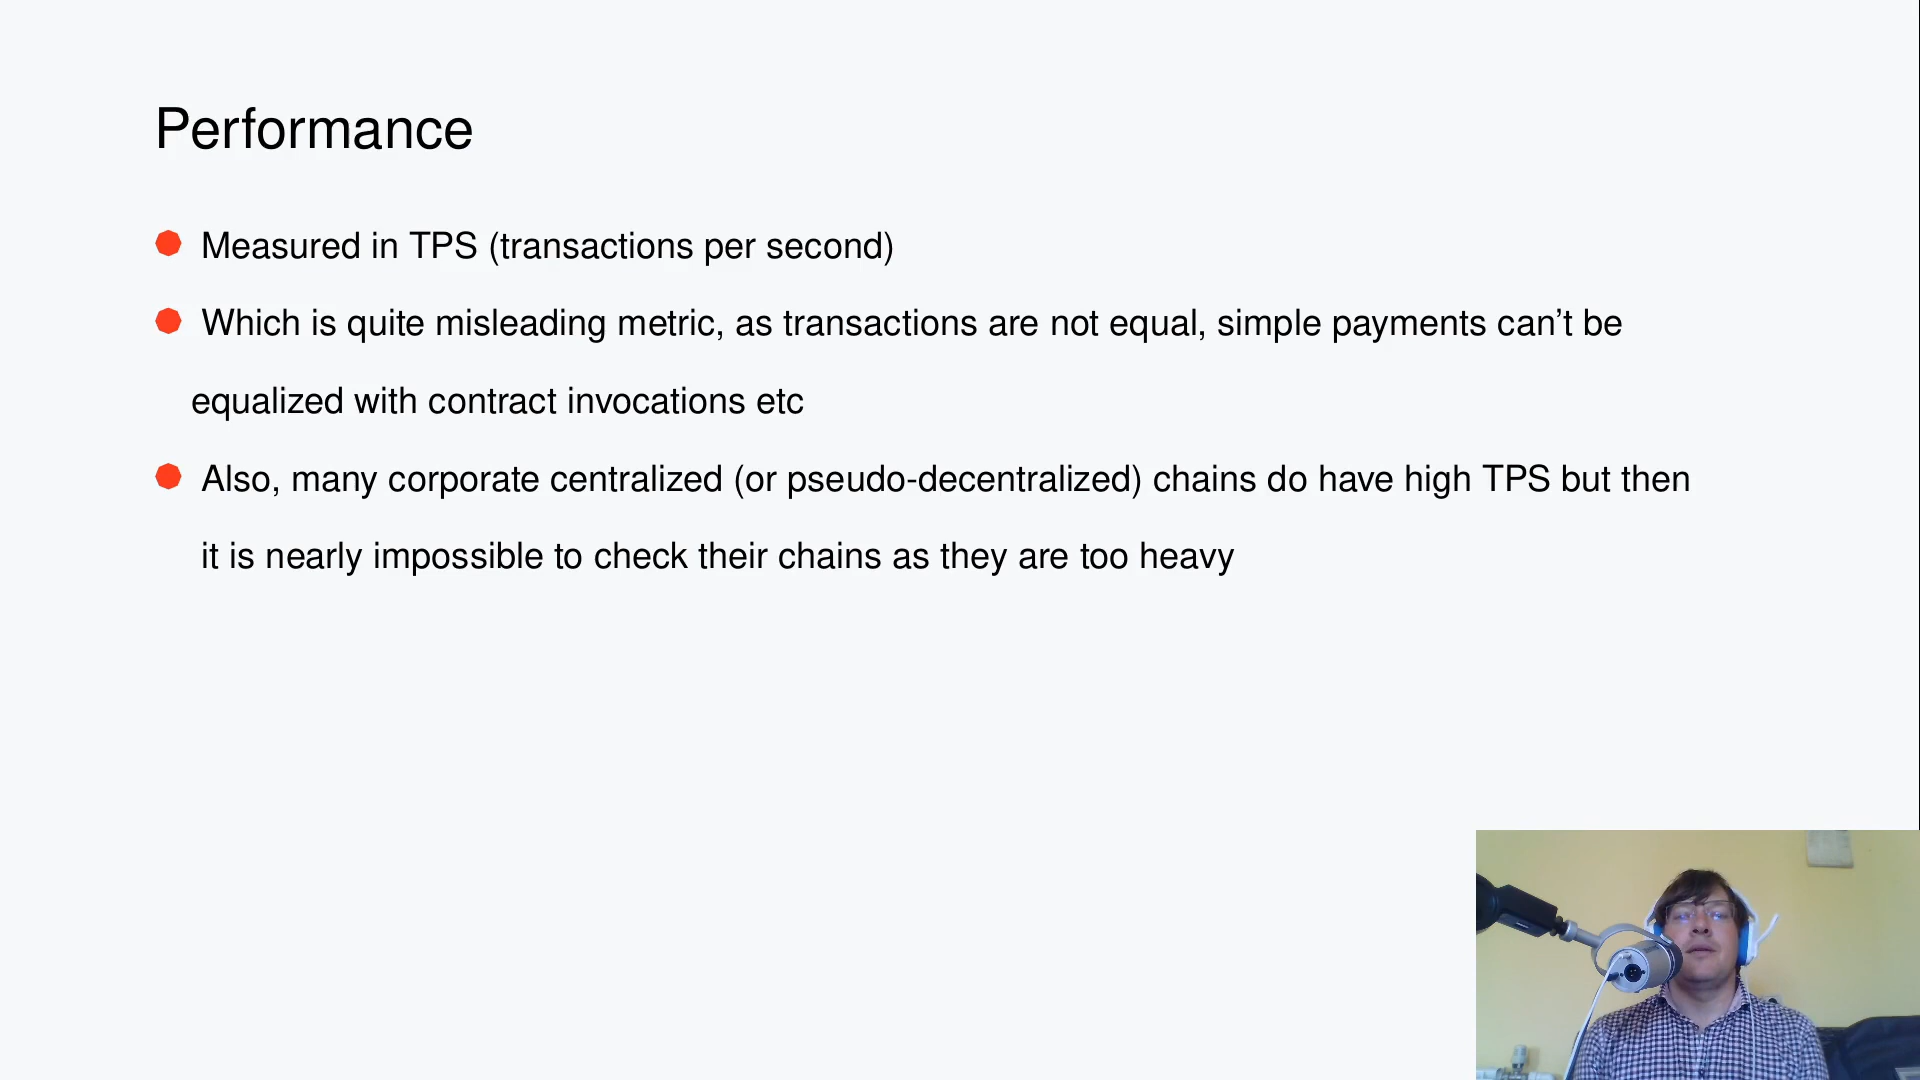 Performance
Measured in TPS (transactions per second)
Which is quite misleading metric, as transactions are not equal, simple payments can’t be
equalized with contract invocations etc
Also, many corporate centralized (or pseudo-decentralized) chains do have high TPS but then
it is nearly impossible to check their chains as they are too heavy